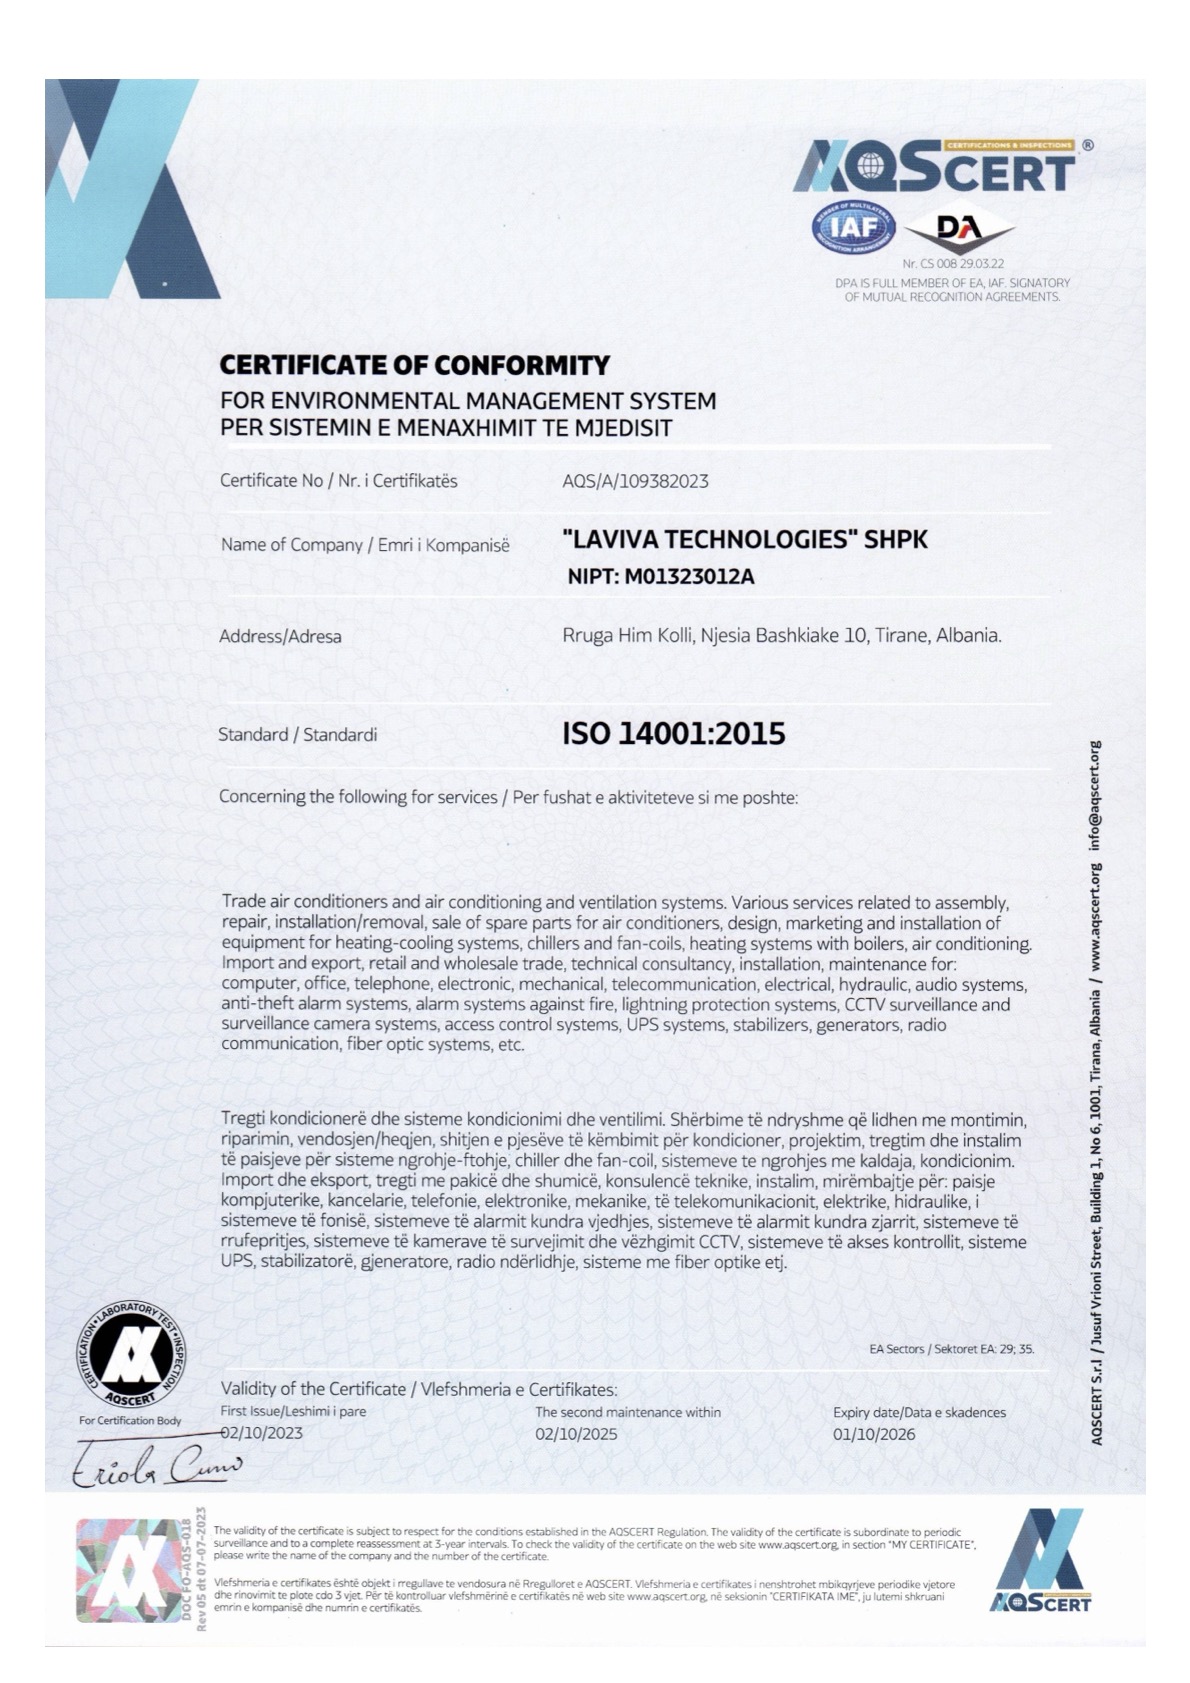 CERTIFICATIONS & INSPECTIONS
AQSCERT ®
MEMBER OF MULTILATERAL
IAF
RECOGNITION ARRANGEMENT
DA
Nr. CS 008 29.03.22
DPA IS FULL MEMBER OF EA, IAF. SIGNATORY
OF MUTUAL RECOGNITION AGREEMENTS.
CERTIFICATE OF CONFORMITY
FOR ENVIRONMENTAL MANAGEMENT SYSTEM
PER SISTEMIN E MENAXHIMIT TE MJEDISIT
Certificate No / Nr. i Certifikatës AQS/A/109382023
Name of Company / Emri i Kompanisë "LAVIVA TECHNOLOGIES" SHPK
NIPT: M01323012A
Address/Adresa Rruga Him Kolli, Njesia Bashkiake 10, Tirane, Albania.
Standard / Standardi ISO 14001:2015
Concerning the following for services / Per fushat e aktiviteteve si me poshte:
Trade air conditioners and air conditioning and ventilation systems. Various services related to assembly,
repair, installation/removal, sale of spare parts for air conditioners, design, marketing and installation of
equipment for heating-cooling systems, chillers and fan-coils, heating systems with boilers, air conditioning.
Import and export, retail and wholesale trade, technical consultancy, installation, maintenance for:
computer, office, telephone, electronic, mechanical, telecommunication, electrical, hydraulic, audio systems,
anti-theft alarm systems, alarm systems against fire, lightning protection systems, CCTV surveillance and
surveillance camera systems, access control systems, UPS systems, stabilizers, generators, radio
communication, fiber optic systems, etc.
Tregti kondicionerë dhe sisteme kondicionimi dhe ventilimi. Shërbime të ndryshme që lidhen me montimin,
riparimin, vendosjen/heqjen, shitjen e pjesëve të këmbimit për kondicioner, projektim, tregtim dhe instalim
të paisjeve për sisteme ngrohje-ftohje, chiller dhe fan-coil, sistemeve te ngrohjes me kaldaja, kondicionim.
Import dhe eksport, tregti me pakicë dhe shumicë, konsulencë teknike, instalim, mirëmbajtje për: paisje
kompjuterike, kancelarie, telefonie, elektronike, mekanike, të telekomunikacionit, elektrike, hidraulike, i
sistemeve të fonisë, sistemeve të alarmit kundra vjedhjes, sistemeve të alarmit kundra zjarrit, sistemeve të
rrufepritjes, sistemeve të kamerave të survejimit dhe vëzhgimit CCTV, sistemeve të akses kontrollit, sisteme
UPS, stabilizatorë, gjeneratore, radio ndërlidhje, sisteme me fiber optike etj.
EA Sectors / Sektoret EA: 29; 35.
CERTIFICATION • LABORATORY TEST • INSPECTION
AQSCERT
For Certification Body
Eriola Cuno
Validity of the Certificate / Vlefshmeria e Certifikates:
First Issue/Leshimi i pare The second maintenance within Expiry date/Data e skadences
02/10/2023 02/10/2025 01/10/2026
AQSCERT S.r.l / Jusuf Vrioni Street, Building 1, No 6, 1001, Tirana, Albania / www.aqscert.org info@aqscert.org
DOC FO-AQS-018
Rev 05 dt 07-07-2023
The validity of the certificate is subject to respect for the conditions established in the AQSCERT Regulation. The validity of the certificate is subordinate to periodic
surveillance and to a complete reassessment at 3-year intervals. To check the validity of the certificate on the web site www.aqscert.org, in section "MY CERTIFICATE",
please write the name of the company and the number of the certificate.
Vlefshmeria e certifikates është objekt i rregullave te vendosura në Rregulloret e AQSCERT. Vlefshmeria e certifikates i nenshtrohet mbikqyrjeve periodike vjetore
dhe rinovimit te plote cdo 3 vjet. Për të kontrolluar vlefshmërinë e certifikatës në web site www.aqscert.org, në seksionin "CERTIFIKATA IME", ju lutemi shkruani
emrin e kompanisë dhe numrin e certifikatës.
AQSCERT